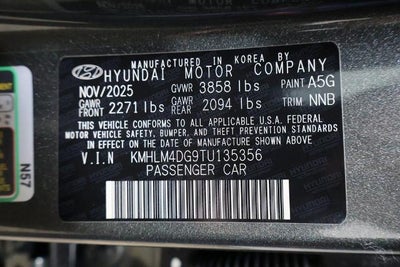 MANUFACTURED IN KOREA BY
HYUNDAI MOTOR COMPANY
NOV/2025 GVWR 3858 lbs PAINT A5G
GAWR FRONT 2271 lbs GAWR REAR 2094 lbs TRIM NNB
THIS VEHICLE CONFORMS TO ALL APPLICABLE U.S.A. FEDERAL
MOTOR VEHICLE SAFETY, BUMPER, AND THEFT PREVENTION STANDARDS
IN EFFECT ON THE DATE OF MANUFACTURE SHOWN ABOVE.
V.I.N KMHLM4DG9TU135356
PASSENGER CAR
N57